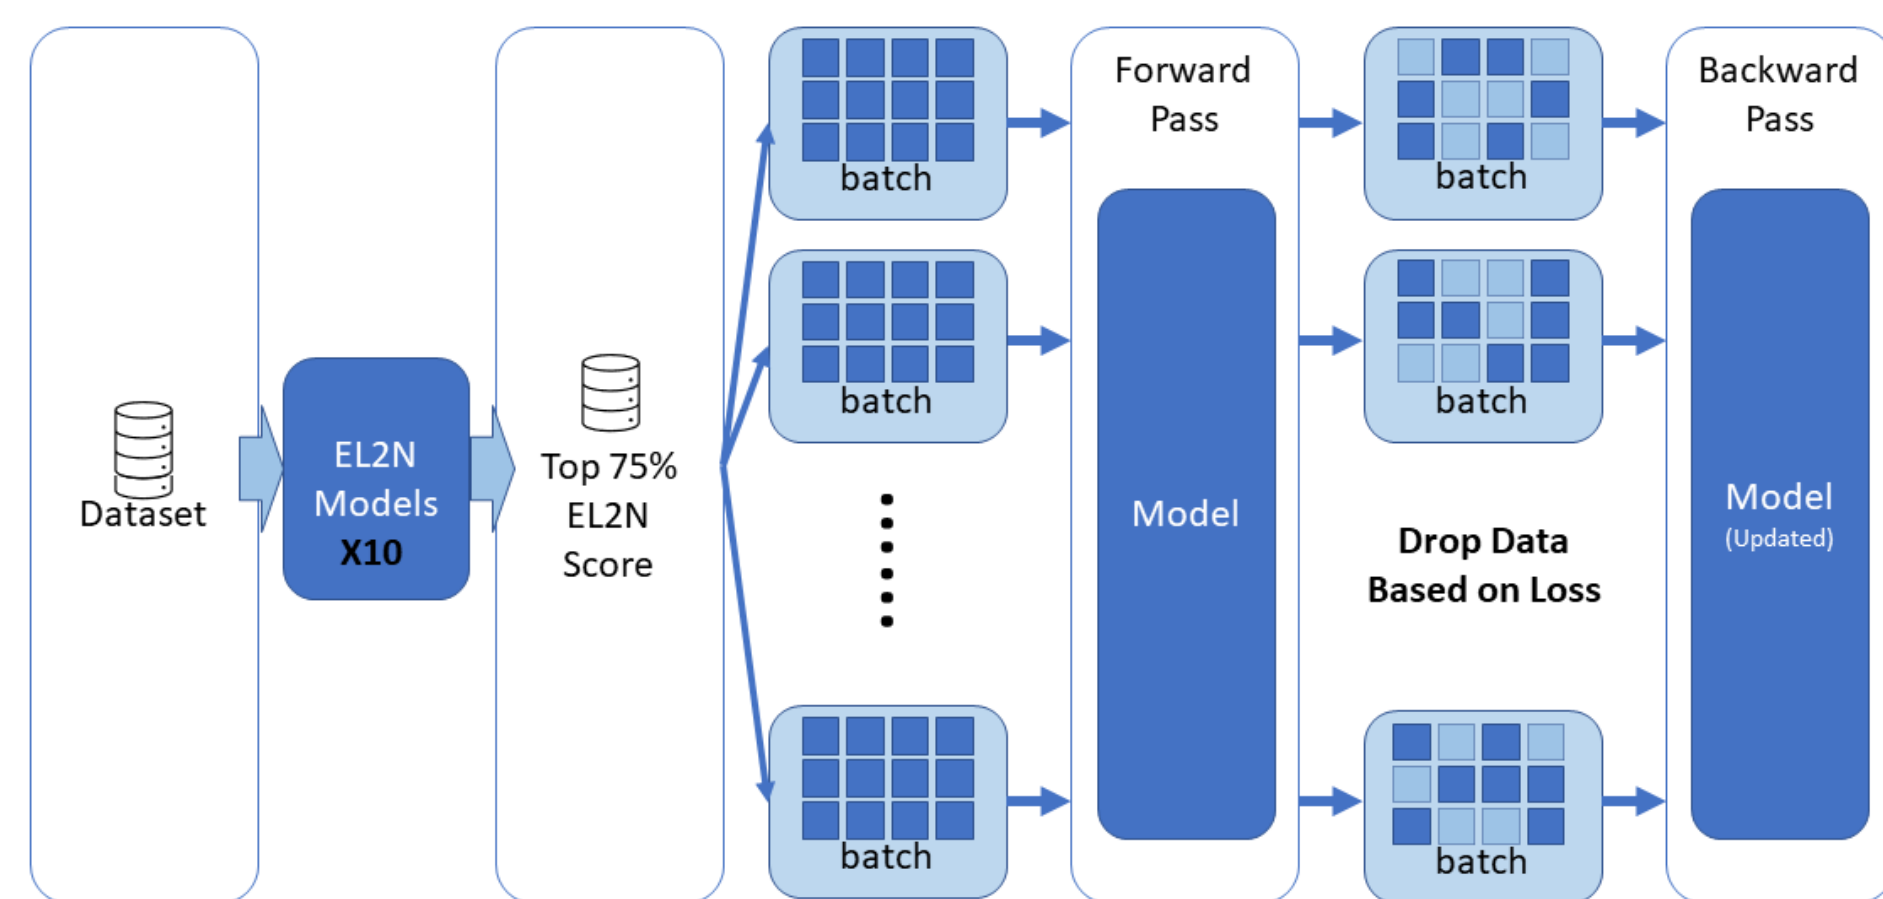 Dataset
EL2N
Models
X10
Top 75%
EL2N
Score
batch
batch
batch
Forward
Pass
Model
batch
batch
Drop Data
Based on Loss
batch
Backward
Pass
Model
(Updated)